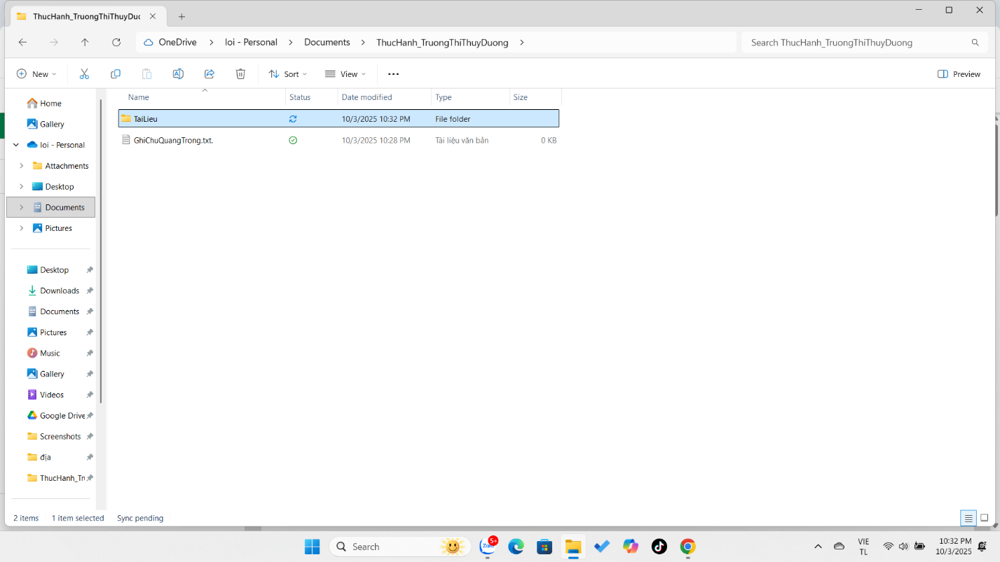 ThucHanh_TruongThiThuyDuc
OneDrive > loi - Personal > Documents > ThucHanh_TruongThiThuyDuong >
Search ThucHanh_TruongThiThuyDuong
New
Sort
View
Preview
Name Status Date modified Type Size
TaiLieu 10/3/2025 10:32 PM File folder
GhiChuQuangTrong.txt. 10/3/2025 10:28 PM Tài liệu văn bản 0 KB
Home
Gallery
loi - Personal
Attachments
Desktop
Documents
Pictures
Desktop
Downloads
Documents
Pictures
Music
Gallery
Videos
Google Drive
Screenshots
địa
ThucHanh_Tru
2 items 1 item selected Sync pending
Search
Zalo
5+
VIE
TL
10:32 PM
10/3/2025